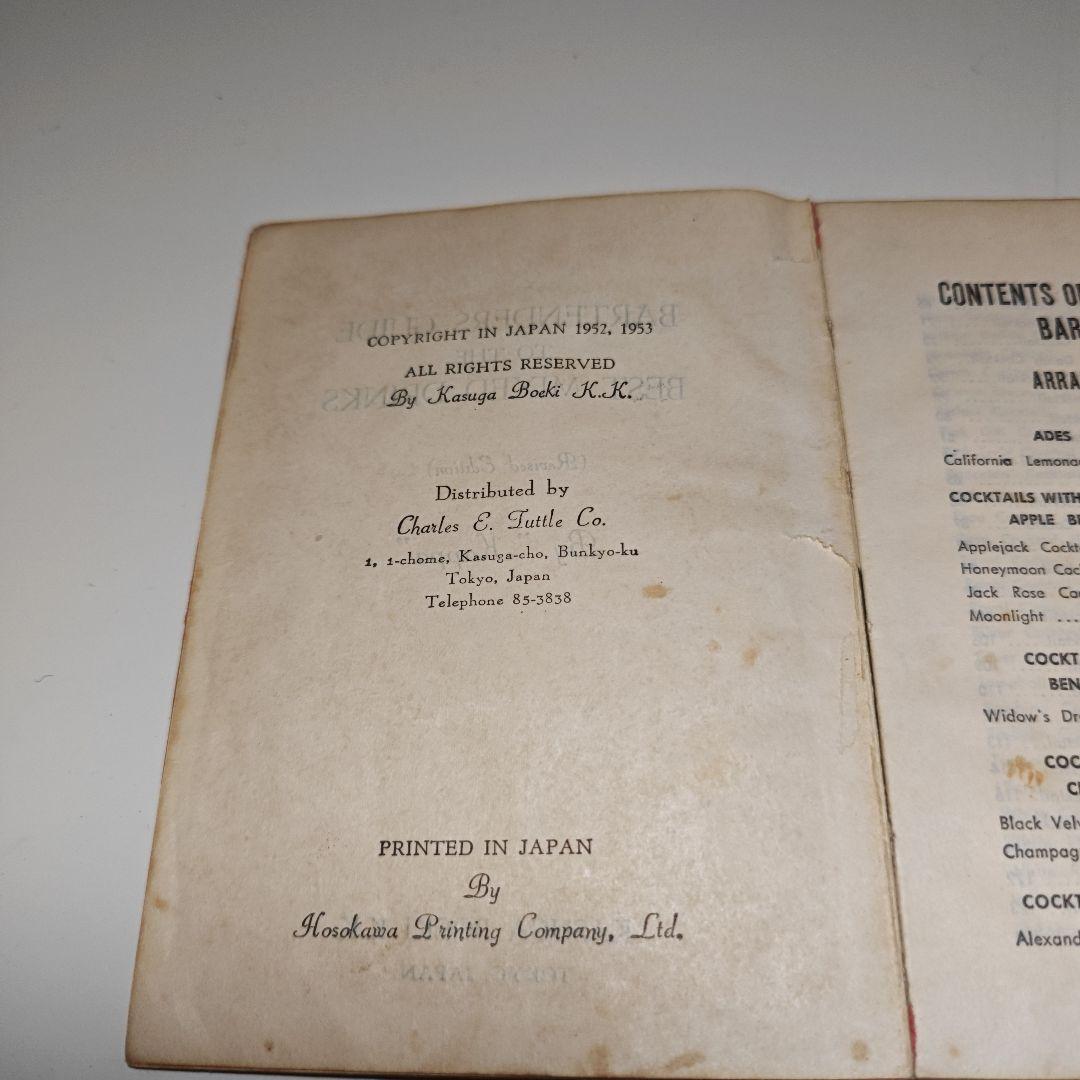 COPYRIGHT IN JAPAN 1952, 1953
ALL RIGHTS RESERVED
By Kasuga Boeki K.K.
Distributed by
Charles E. Tuttle Co.
1, 1-chome, Kasuga-cho, Bunkyo-ku
Tokyo, Japan
Telephone 85-3838
PRINTED IN JAPAN
By
Hosokawa Printing Company, Ltd.
CONTENTS
BAR
ARRA
ADES
California Lemona
COCKTAILS WITH
APPLE
Applejack Cockt
Honeymoon Coc
Jack Rose Co
Moonlight ...
COCKT
BEN
Widow's Dr
COC
C
Black Vel
Champag
COCKT
Alexand